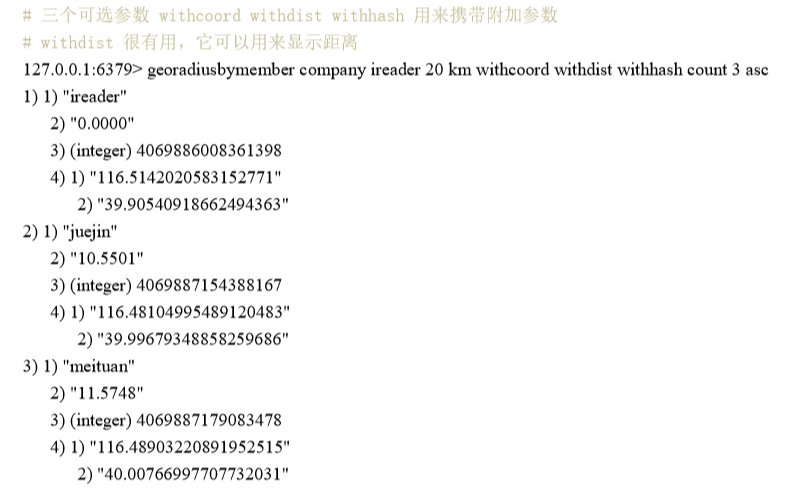 # 三个可选参数 withcoord withdist withhash 用来携带附加参数
# withdist 很有用，它可以用来显示距离
127.0.0.1:6379> georadiusbymember company ireader 20 km withcoord withdist withhash count 3 asc
1) 1) "ireader"
2) "0.0000"
3) (integer) 4069886008361398
4) 1) "116.5142020583152771"
2) "39.90540918662494363"
2) 1) "juejin"
2) "10.5501"
3) (integer) 4069887154388167
4) 1) "116.48104995489120483"
2) "39.99679348858259686"
3) 1) "meituan"
2) "11.5748"
3) (integer) 4069887179083478
4) 1) "116.48903220891952515"
2) "40.00766997707732031"